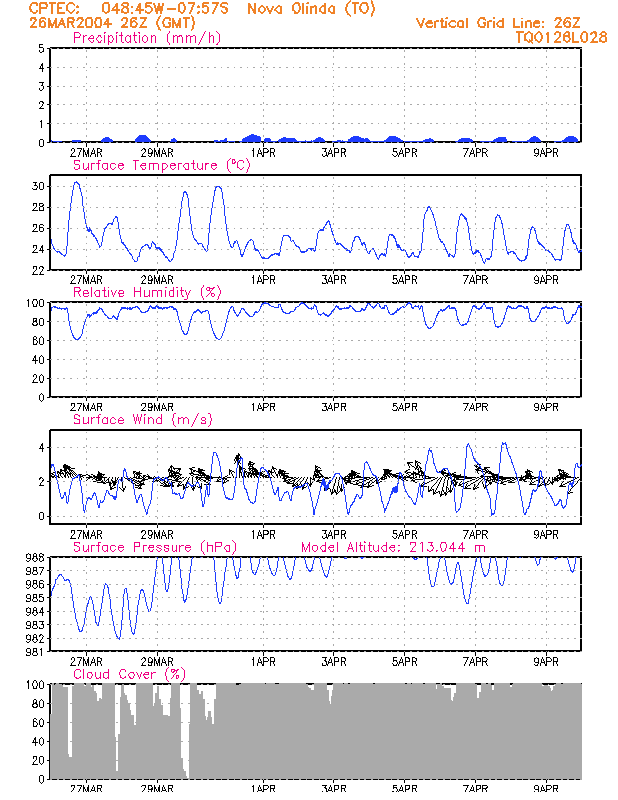 CPTEC: 048:45W-07:57S Nova Olinda (TO)
26MAR2004 26Z (GMT) Vertical Grid Line: 26Z
Precipitation (mm/h) TQ0126L028
5
4
3
2
1
0
27MAR 29MAR 1APR 3APR 5APR 7APR 9APR
Surface Temperature (°C)
30
28
26
24
22
27MAR 29MAR 1APR 3APR 5APR 7APR 9APR
Relative Humidity (%)
100
80
60
40
20
0
27MAR 29MAR 1APR 3APR 5APR 7APR 9APR
Surface Wind (m/s)
4
2
0
27MAR 29MAR 1APR 3APR 5APR 7APR 9APR
Surface Pressure (hPa) Model Altitude: 213.044 m
988
987
986
985
984
983
982
981
27MAR 29MAR 1APR 3APR 5APR 7APR 9APR
Cloud Cover (%)
100
80
60
40
20
0
27MAR 29MAR 1APR 3APR 5APR 7APR 9APR